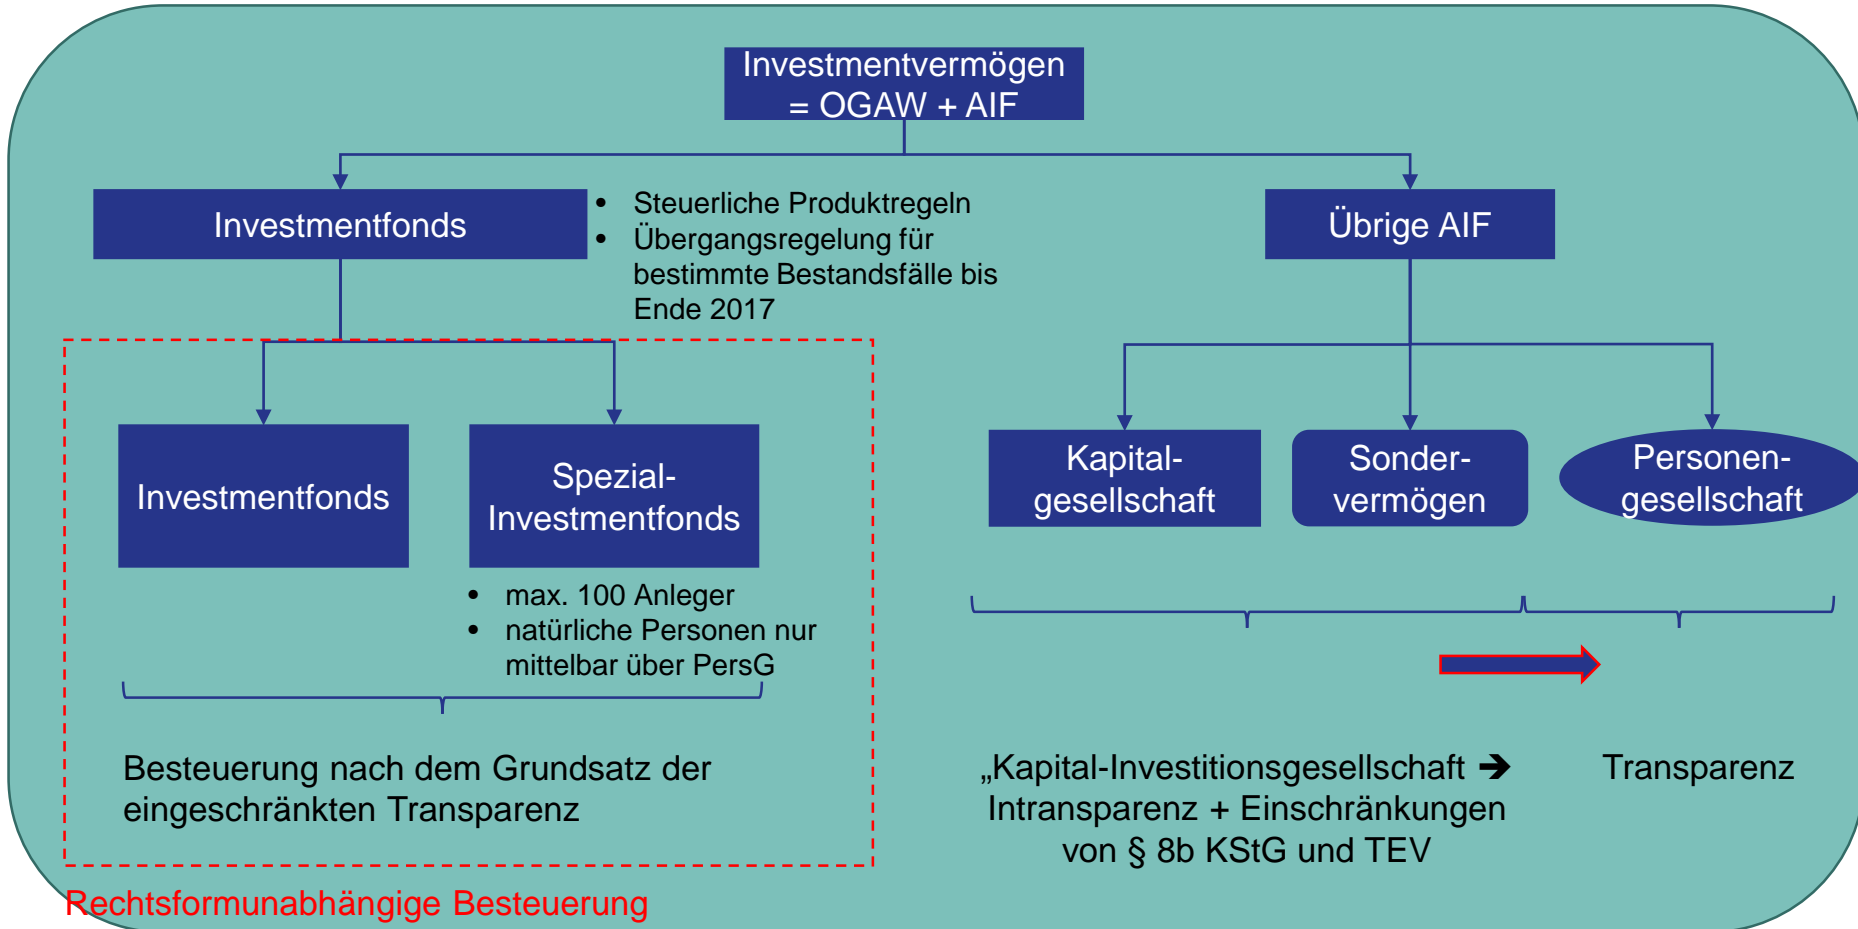 Investmentvermögen
= OGAW + AIF
Investmentfonds
• Steuerliche Produktregeln
• Übergangsregelung für
bestimmte Bestandsfälle bis
Ende 2017
Übrige AIF
Investmentfonds
Spezial-
Investmentfonds
• max. 100 Anleger
• natürliche Personen nur
mittelbar über PersG
Besteuerung nach dem Grundsatz der
eingeschränkten Transparenz
Rechtsformunabhängige Besteuerung
Kapital-
gesellschaft
Sonder-
vermögen
Personen-
gesellschaft
„Kapital-Investitionsgesellschaft ➔
Intransparenz + Einschränkungen
von § 8b KStG und TEV
Transparenz